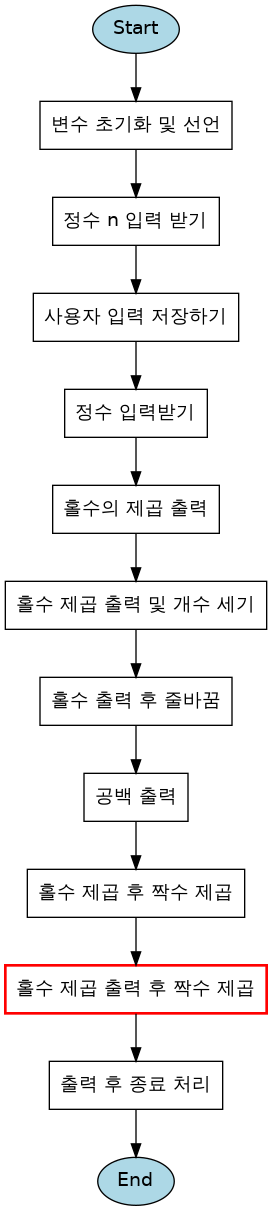 Start
변수 초기화 및 선언
정수 n 입력 받기
사용자 입력 저장하기
정수 입력받기
홀수의 제곱 출력
홀수 제곱 출력 및 개수 세기
홀수 출력 후 줄바꿈
공백 출력
홀수 제곱 후 짝수 제곱
홀수 제곱 출력 후 짝수 제곱
출력 후 종료 처리
End